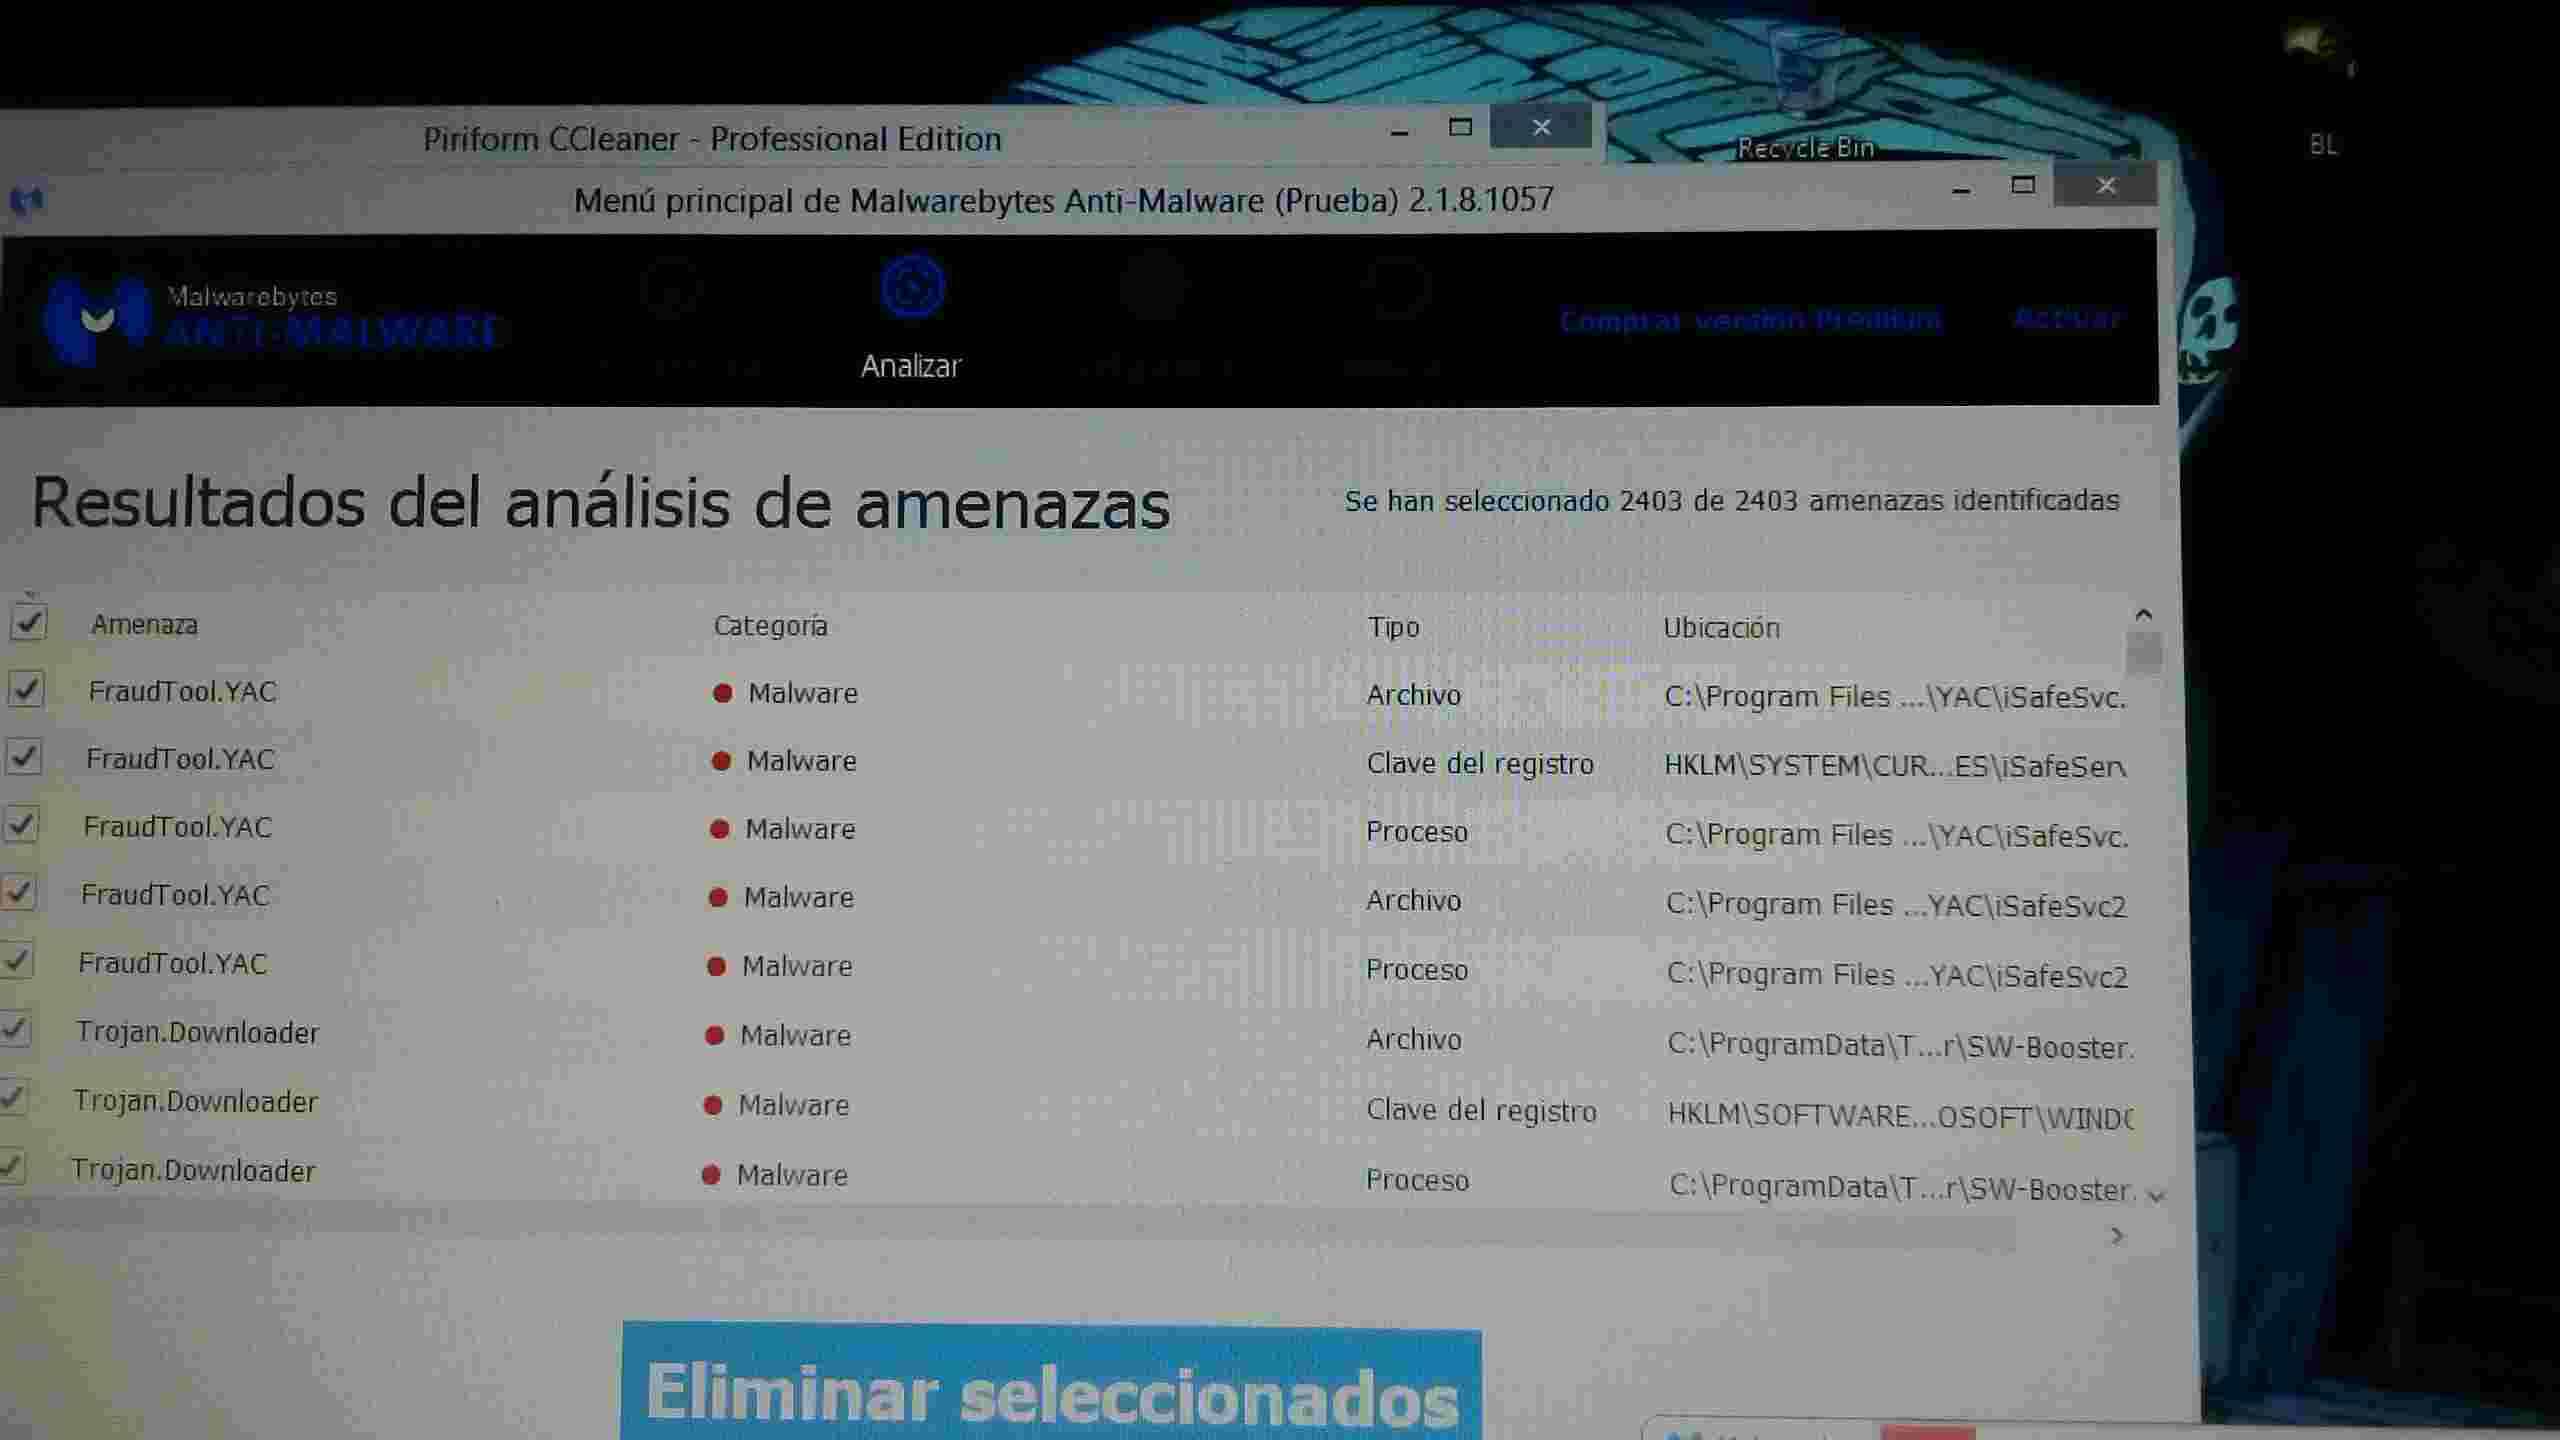 Recycle Bin
BL
Piriform CCleaner - Professional Edition
Menú principal de Malwarebytes Anti-Malware (Prueba) 2.1.8.1057
Malwarebytes
ANTI-MALWARE
Analizar
Comprar versión Premium
Activar
Resultados del análisis de amenazas
Se han seleccionado 2403 de 2403 amenazas identificadas
Amenaza Categoría Tipo Ubicación
FraudTool.YAC Malware Archivo C:\Program Files ...\YAC\iSafeSvc.
FraudTool.YAC Malware Clave del registro HKLM\SYSTEM\CUR...ES\iSafeServ
FraudTool.YAC Malware Proceso C:\Program Files ...\YAC\iSafeSvc.
FraudTool.YAC Malware Archivo C:\Program Files ...YAC\iSafeSvc2
FraudTool.YAC Malware Proceso C:\Program Files ...YAC\iSafeSvc2
Trojan.Downloader Malware Archivo C:\ProgramData\T...r\SW-Booster.
Trojan.Downloader Malware Clave del registro HKLM\SOFTWARE...OSOFT\WINDO
Trojan.Downloader Malware Proceso C:\ProgramData\T...r\SW-Booster.
Eliminar seleccionados